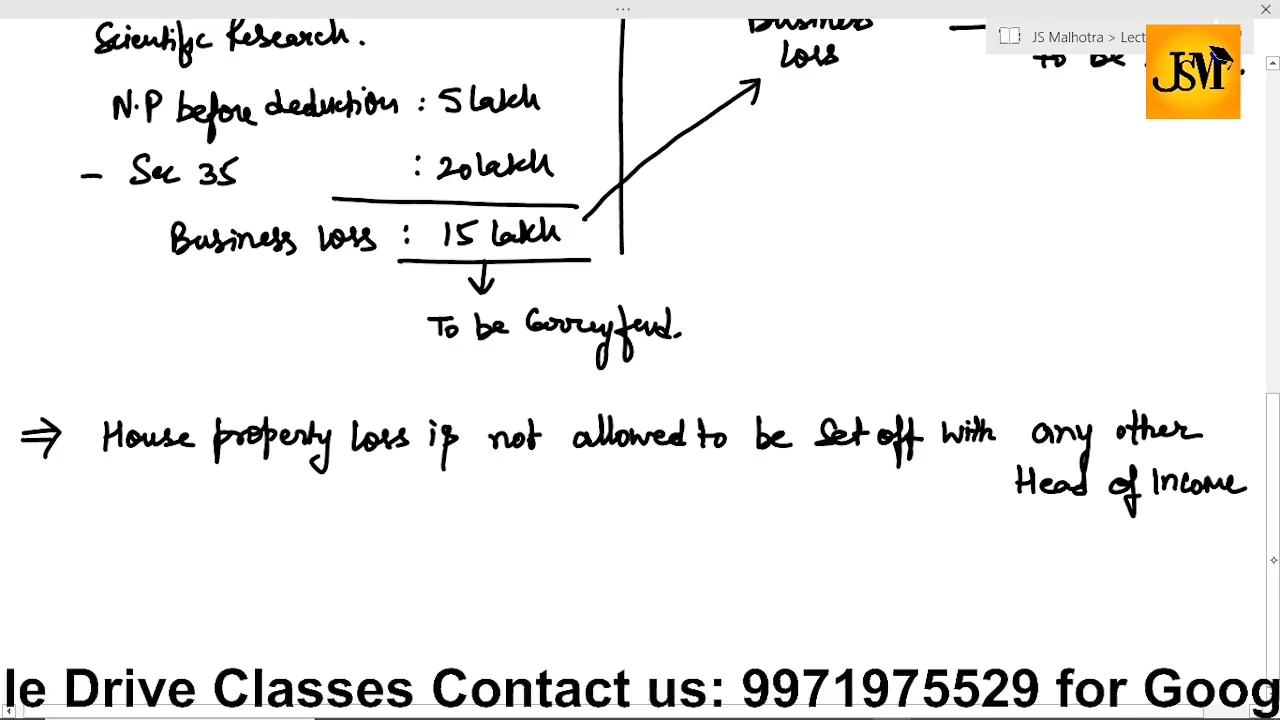 Scientific Research.
Business
loss
JS Malhotra > Lect
JSM
to be
N.P before deduction : 5 lakh
- Sec 35 : 20 lakh
Business loss : 15 lakh
To be
⇒ House property loss is not allowed to be Set off with any other
Head of Income
le Drive Classes Contact us: 9971975529 for Goog